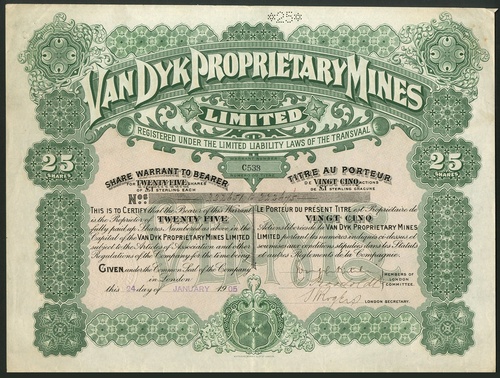 *25*
VAN DYK PROPRIETARY MINES
LIMITED
REGISTERED UNDER THE LIMITED LIABILITY LAWS OF THE TRANSVAAL
25
SHARES
25
SHARES
C539
SHARE WARRANT TO BEARER
FOR TWENTY FIVE SHARES
OF £1 STERLING EACH
TITRE AU PORTEUR
DE VINGT CINQ ACTIONS
DE £1 STERLING CHACUNE
Nos
THIS IS TO CERTIFY that the Bearer of this Warrant
is the Proprietor of TWENTY FIVE
fully paid up Shares Numbered as above in the
Capital of the VAN DYK PROPRIETARY MINES LIMITED
subject to the Articles of Association and other
Regulations of the Company for the time being
GIVEN under the Common Seal of the Company
in London
this 24 day of JANUARY 1905
LE PORTEUR DU PRÉSENT TITRE est Propriétaire de
VINGT CINQ
Actions libérées de la VAN DYK PROPRIETARY MINES
LIMITED portant les numéros indiqués ci-dessus et
soumises aux conditions stipulées dans les Statuts
et autres Réglements de la Compagnie.
MEMBERS OF
LONDON
COMMITTEE.
LONDON SECRETARY.